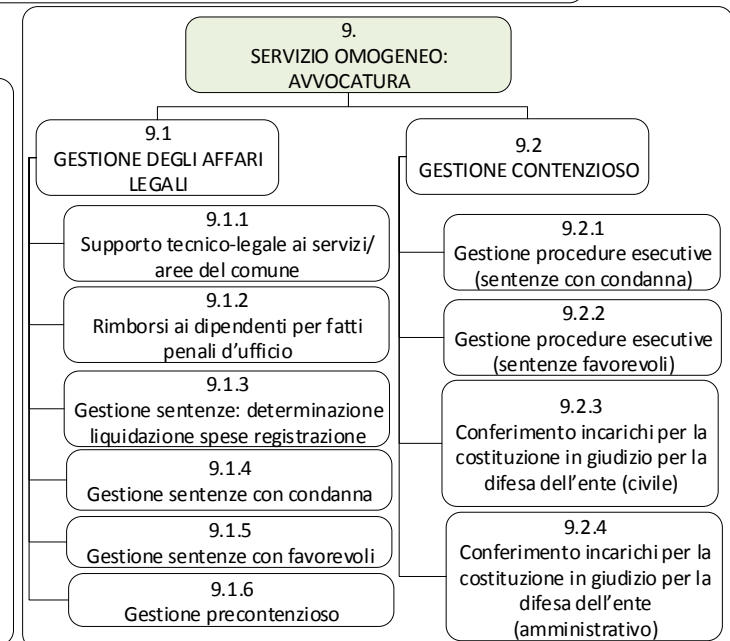 9.
SERVIZIO OMOGENEO:
AVVOCATURA
9.1
GESTIONE DEGLI AFFARI
LEGALI
9.1.1
Supporto tecnico-legale ai servizi/
aree del comune
9.1.2
Rimborsi ai dipendenti per fatti
penali d'ufficio
9.1.3
Gestione sentenze: determinazione
liquidazione spese registrazione
9.1.4
Gestione sentenze con condanna
9.1.5
Gestione sentenze con favorevoli
9.1.6
Gestione precontenzioso
9.2
GESTIONE CONTENZIOSO
9.2.1
Gestione procedure esecutive
(sentenze con condanna)
9.2.2
Gestione procedure esecutive
(sentenze favorevoli)
9.2.3
Conferimento incarichi per la
costituzione in giudizio per la
difesa dell'ente (civile)
9.2.4
Conferimento incarichi per la
costituzione in giudizio per la
difesa dell'ente
(amministrativo)